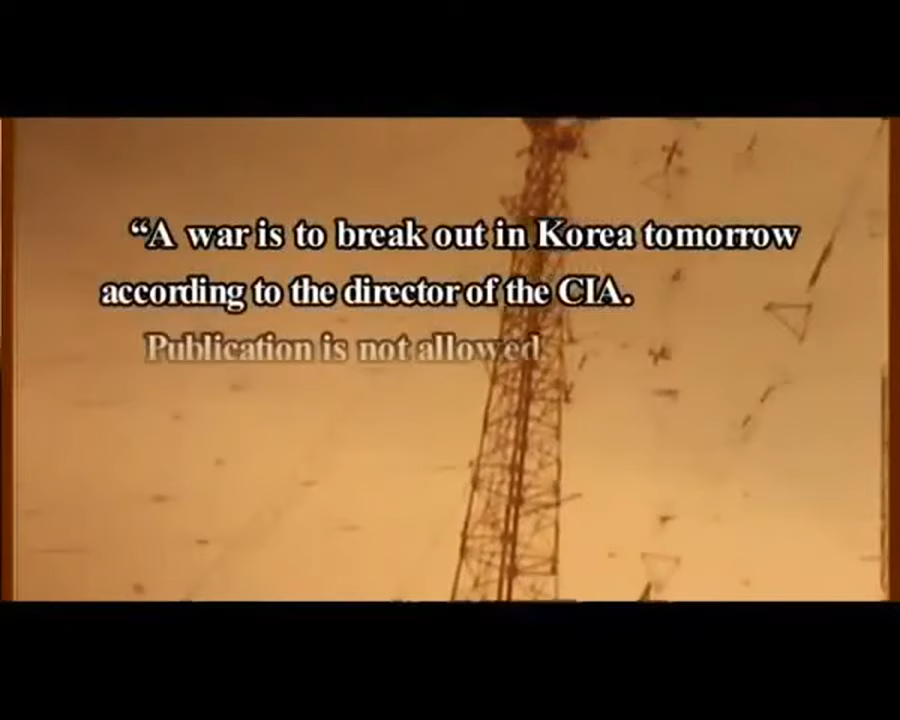 “A war is to break out in Korea tomorrow
according to the director of the CIA.
Publication is not allowed